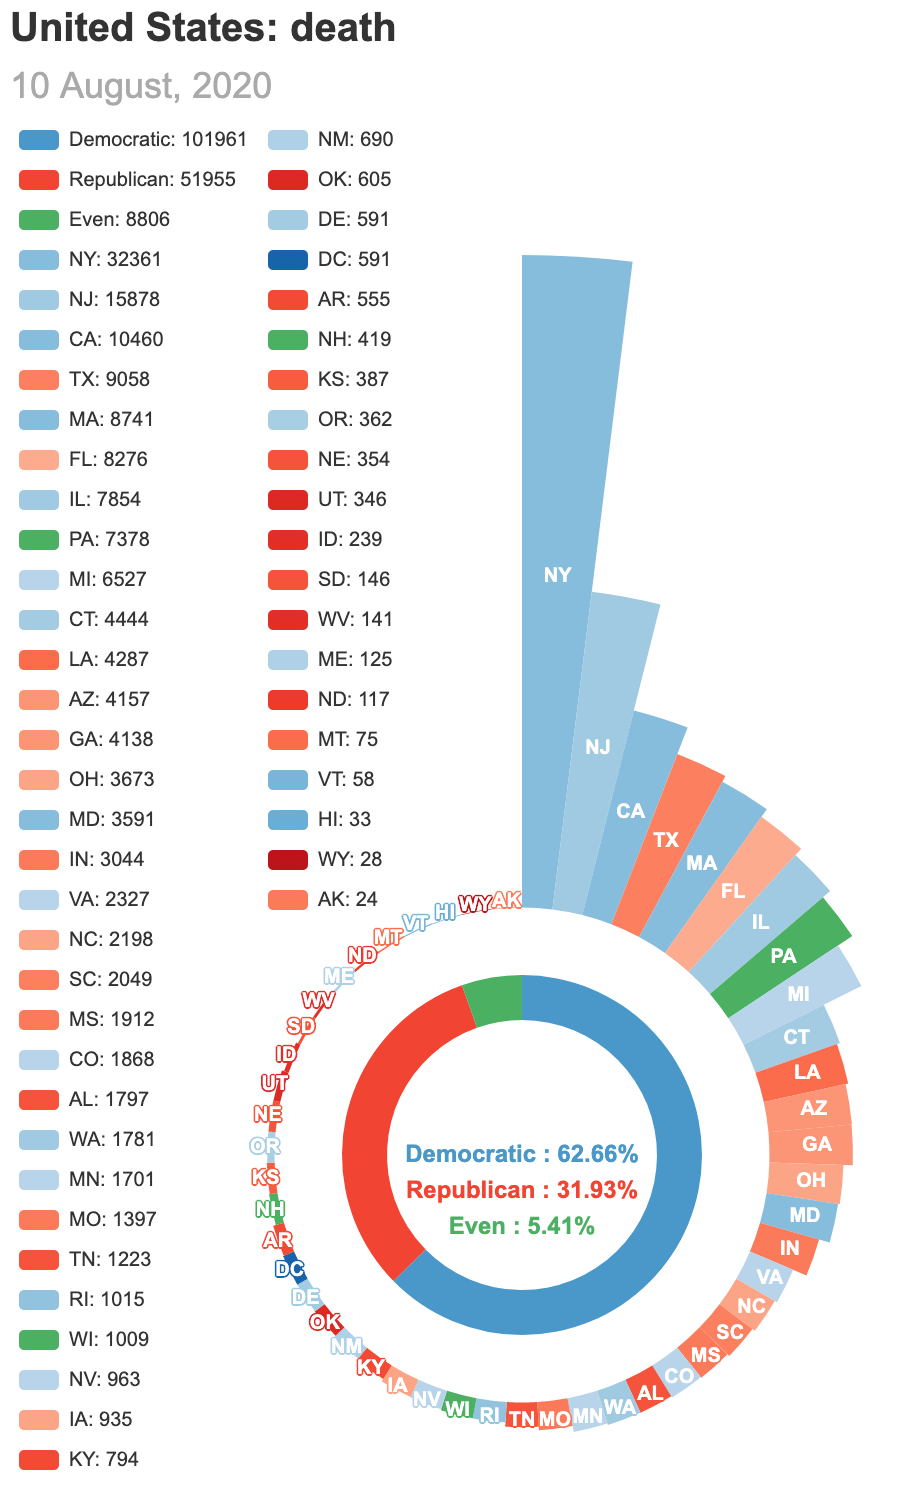 United States: death
10 August, 2020
Democratic: 101961
Republican: 51955
Even: 8806
NY: 32361
NJ: 15878
CA: 10460
TX: 9058
MA: 8741
FL: 8276
IL: 7854
PA: 7378
MI: 6527
CT: 4444
LA: 4287
AZ: 4157
GA: 4138
OH: 3673
MD: 3591
IN: 3044
VA: 2327
NC: 2198
SC: 2049
MS: 1912
CO: 1868
AL: 1797
WA: 1781
MN: 1701
MO: 1397
TN: 1223
RI: 1015
WI: 1009
NV: 963
IA: 935
KY: 794
NM: 690
OK: 605
DE: 591
DC: 591
AR: 555
NH: 419
KS: 387
OR: 362
NE: 354
UT: 346
ID: 239
SD: 146
WV: 141
ME: 125
ND: 117
MT: 75
VT: 58
HI: 33
WY: 28
AK: 24
NY
NJ
CA
TX
MA
FL
IL
PA
MI
CT
LA
AZ
GA
OH
MD
IN
VA
NC
SC
MS
CO
AL
WA
MN
MO
TN
RI
WI
NV
IA
KY
NM
OK
DE
DC
AR
NH
KS
OR
NE
UT
ID
SD
WV
ME
ND
MT
VT
HI
WY
AK
Democratic : 62.66%
Republican : 31.93%
Even : 5.41%